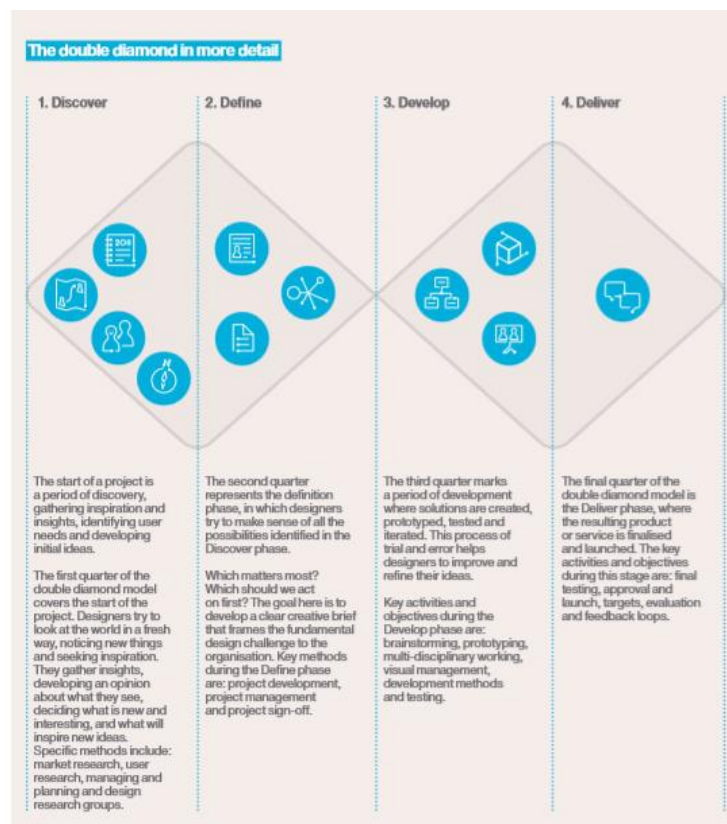 The double diamond in more detail
1. Discover
2. Define
3. Develop
4. Deliver
The start of a project is
a period of discovery,
gathering inspiration and
insights, identifying user
needs and developing
initial ideas.
The first quarter of the
double diamond model
covers the start of the
project. Designers try to
look at the world in a fresh
way, noticing new things
and seeking inspiration.
They gather insights,
developing an opinion
about what they see,
deciding what is new and
interesting, and what will
inspire new ideas.
Specific methods include:
market research, user
research, managing and
planning and design
research groups.
The second quarter
represents the definition
phase, in which designers
try to make sense of all the
possibilities identified in the
Discover phase.
Which matters most?
Which should we act
on first? The goal here is to
develop a clear creative brief
that frames the fundamental
design challenge to the
organisation. Key methods
during the Define phase
are: project development,
project management
and project sign-off.
The third quarter marks
a period of development
where solutions are created,
prototyped, tested and
iterated. This process of
trial and error helps
designers to improve and
refine their ideas.
Key activities and
objectives during the
Develop phase are:
brainstorming, prototyping,
multi-disciplinary working,
visual management,
development methods
and testing.
The final quarter of the
double diamond model is
the Deliver phase, where
the resulting product
or service is finalised
and launched. The key
activities and objectives
during this stage are: final
testing, approval and
launch, targets, evaluation
and feedback loops.